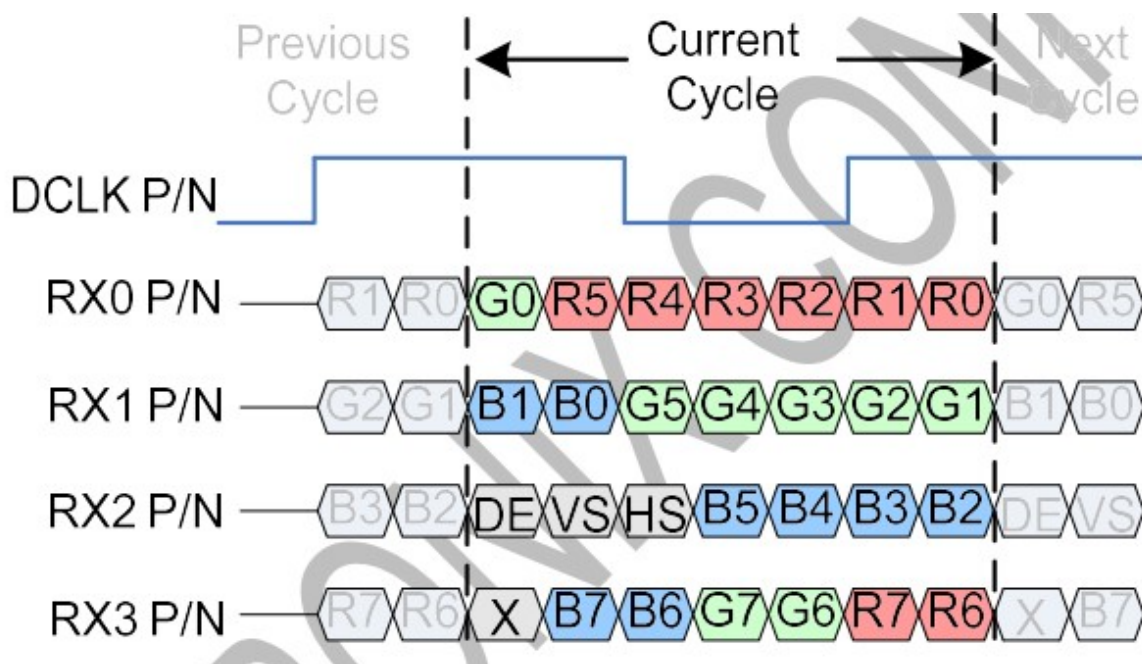 Previous Cycle
Current Cycle
Next Cycle
DCLK P/N
RX0 P/N R1 R0 G0 R5 R4 R3 R2 R1 R0 G0 R5
RX1 P/N G2 G1 B1 B0 G5 G4 G3 G2 G1 B1 B0
RX2 P/N B3 B2 DE VS HS B5 B4 B3 B2 DE VS
RX3 P/N R7 R6 X B7 B6 G7 G6 R7 R6 X B7